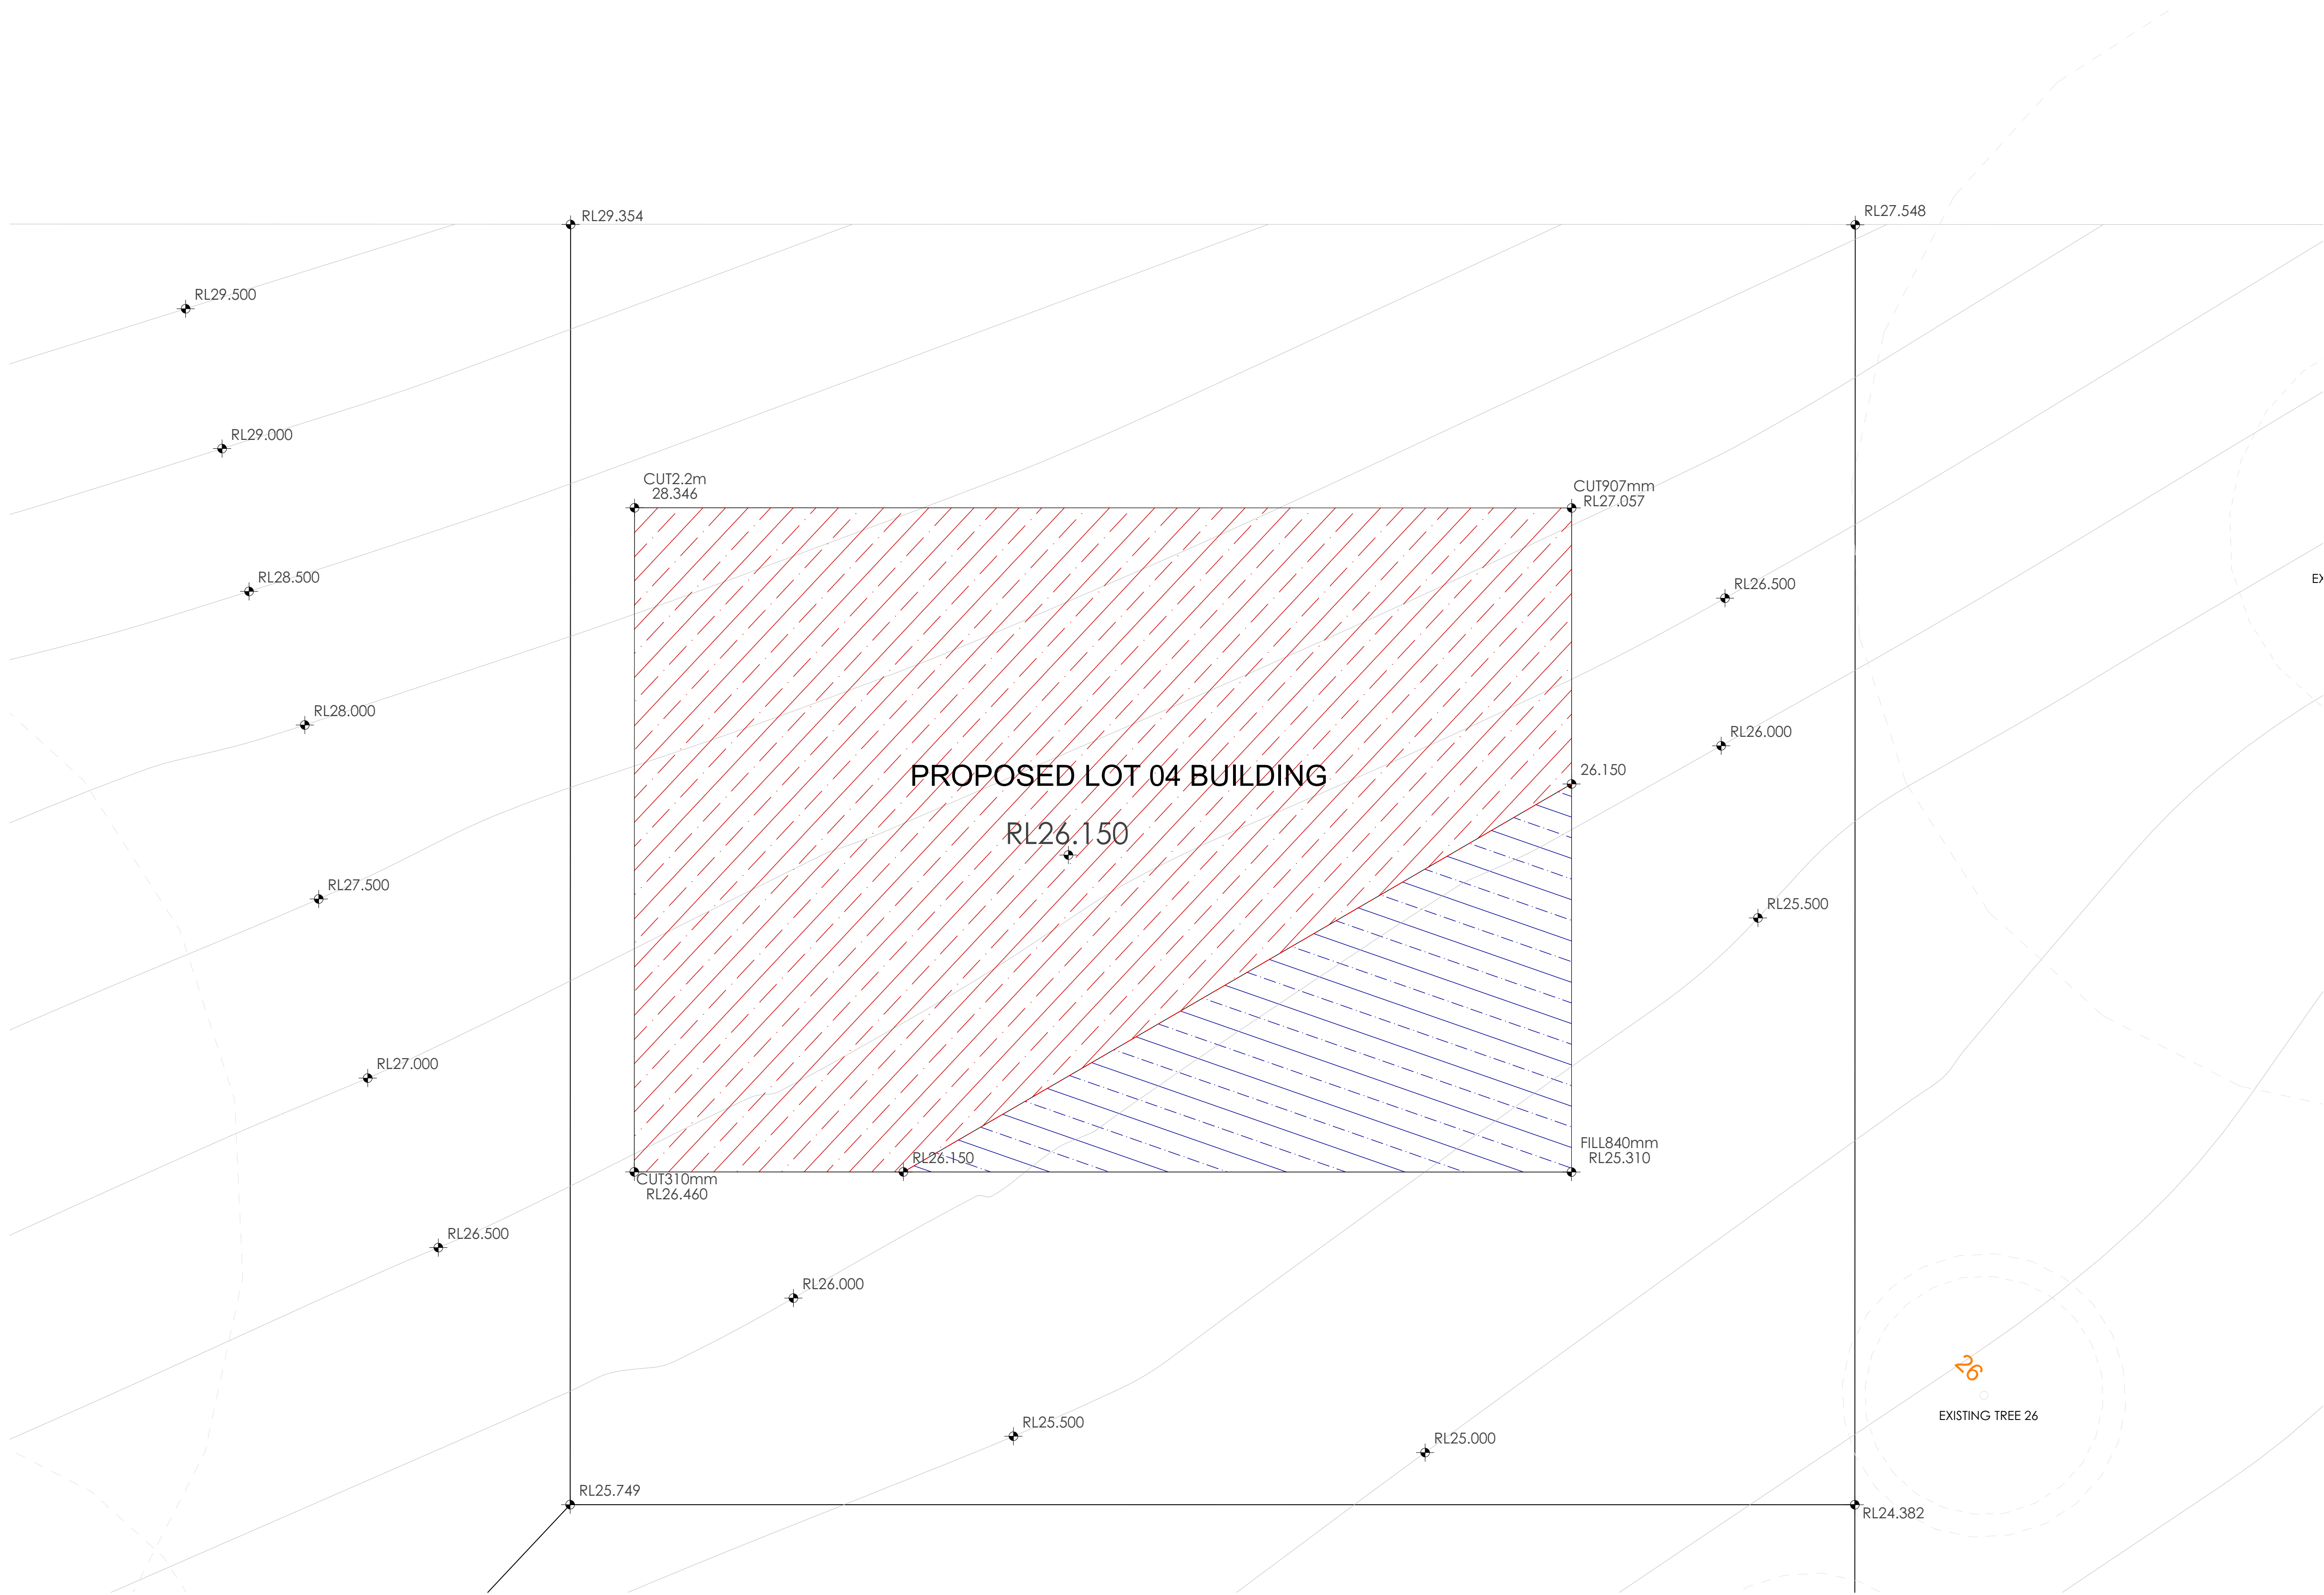 RL29.354
RL27.548
RL29.500
RL29.000
CUT2.2m
28.346
CUT907mm
RL27.057
RL28.500
RL26.500
EX
RL28.000
RL26.000
PROPOSED LOT 04 BUILDING
26.150
RL26.150
RL27.500
RL25.500
RL27.000
FILL840mm
RL25.310
RL26.150
CUT310mm
RL26.460
RL26.500
RL26.000
26
EXISTING TREE 26
RL25.500
RL25.000
RL25.749
RL24.382